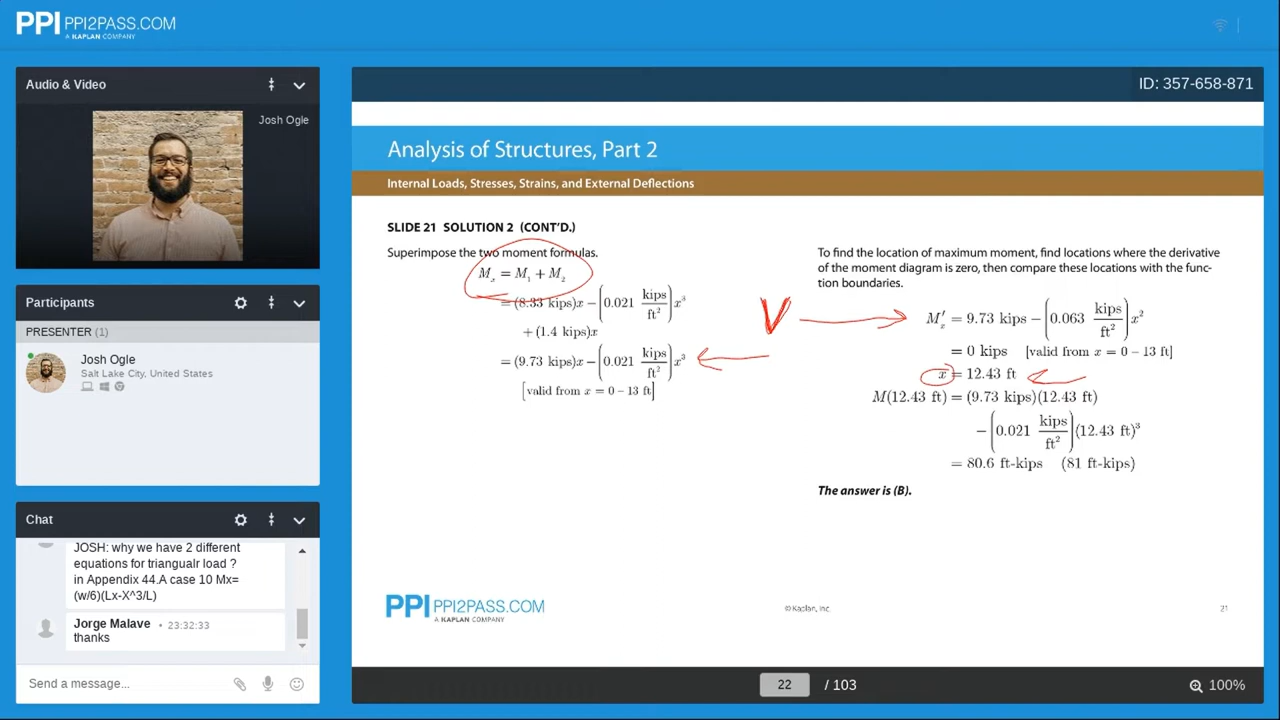 PPI PPI2PASS.COM
A KAPLAN COMPANY
Audio & Video
Josh Ogle
Participants
PRESENTER (1)
Josh Ogle
Salt Lake City, United States
Chat
JOSH: why we have 2 different
equations for triangualr load ?
in Appendix 44.A case 10 Mx=
(w/6)(Lx-X^3/L)
Jorge Malave • 23:32:33
thanks
Send a message...
ID: 357-658-871
Analysis of Structures, Part 2
Internal Loads, Stresses, Strains, and External Deflections
SLIDE 21 SOLUTION 2 (CONT'D.)
Superimpose the two moment formulas.
Mₓ = M₁ + M₂
= (8.33 kips)x − (0.021 kips/ft²)x³
+ (1.4 kips)x
= (9.73 kips)x − (0.021 kips/ft²)x³
[valid from x = 0 – 13 ft]
V
To find the location of maximum moment, find locations where the derivative
of the moment diagram is zero, then compare these locations with the func-
tion boundaries.
M′ₓ = 9.73 kips − (0.063 kips/ft²)x²
= 0 kips [valid from x = 0 – 13 ft]
x = 12.43 ft
M(12.43 ft) = (9.73 kips)(12.43 ft)
− (0.021 kips/ft²)(12.43 ft)³
= 80.6 ft-kips (81 ft-kips)
The answer is (B).
PPI PPI2PASS.COM
A KAPLAN COMPANY
© Kaplan, Inc.
21
22 / 103
100%